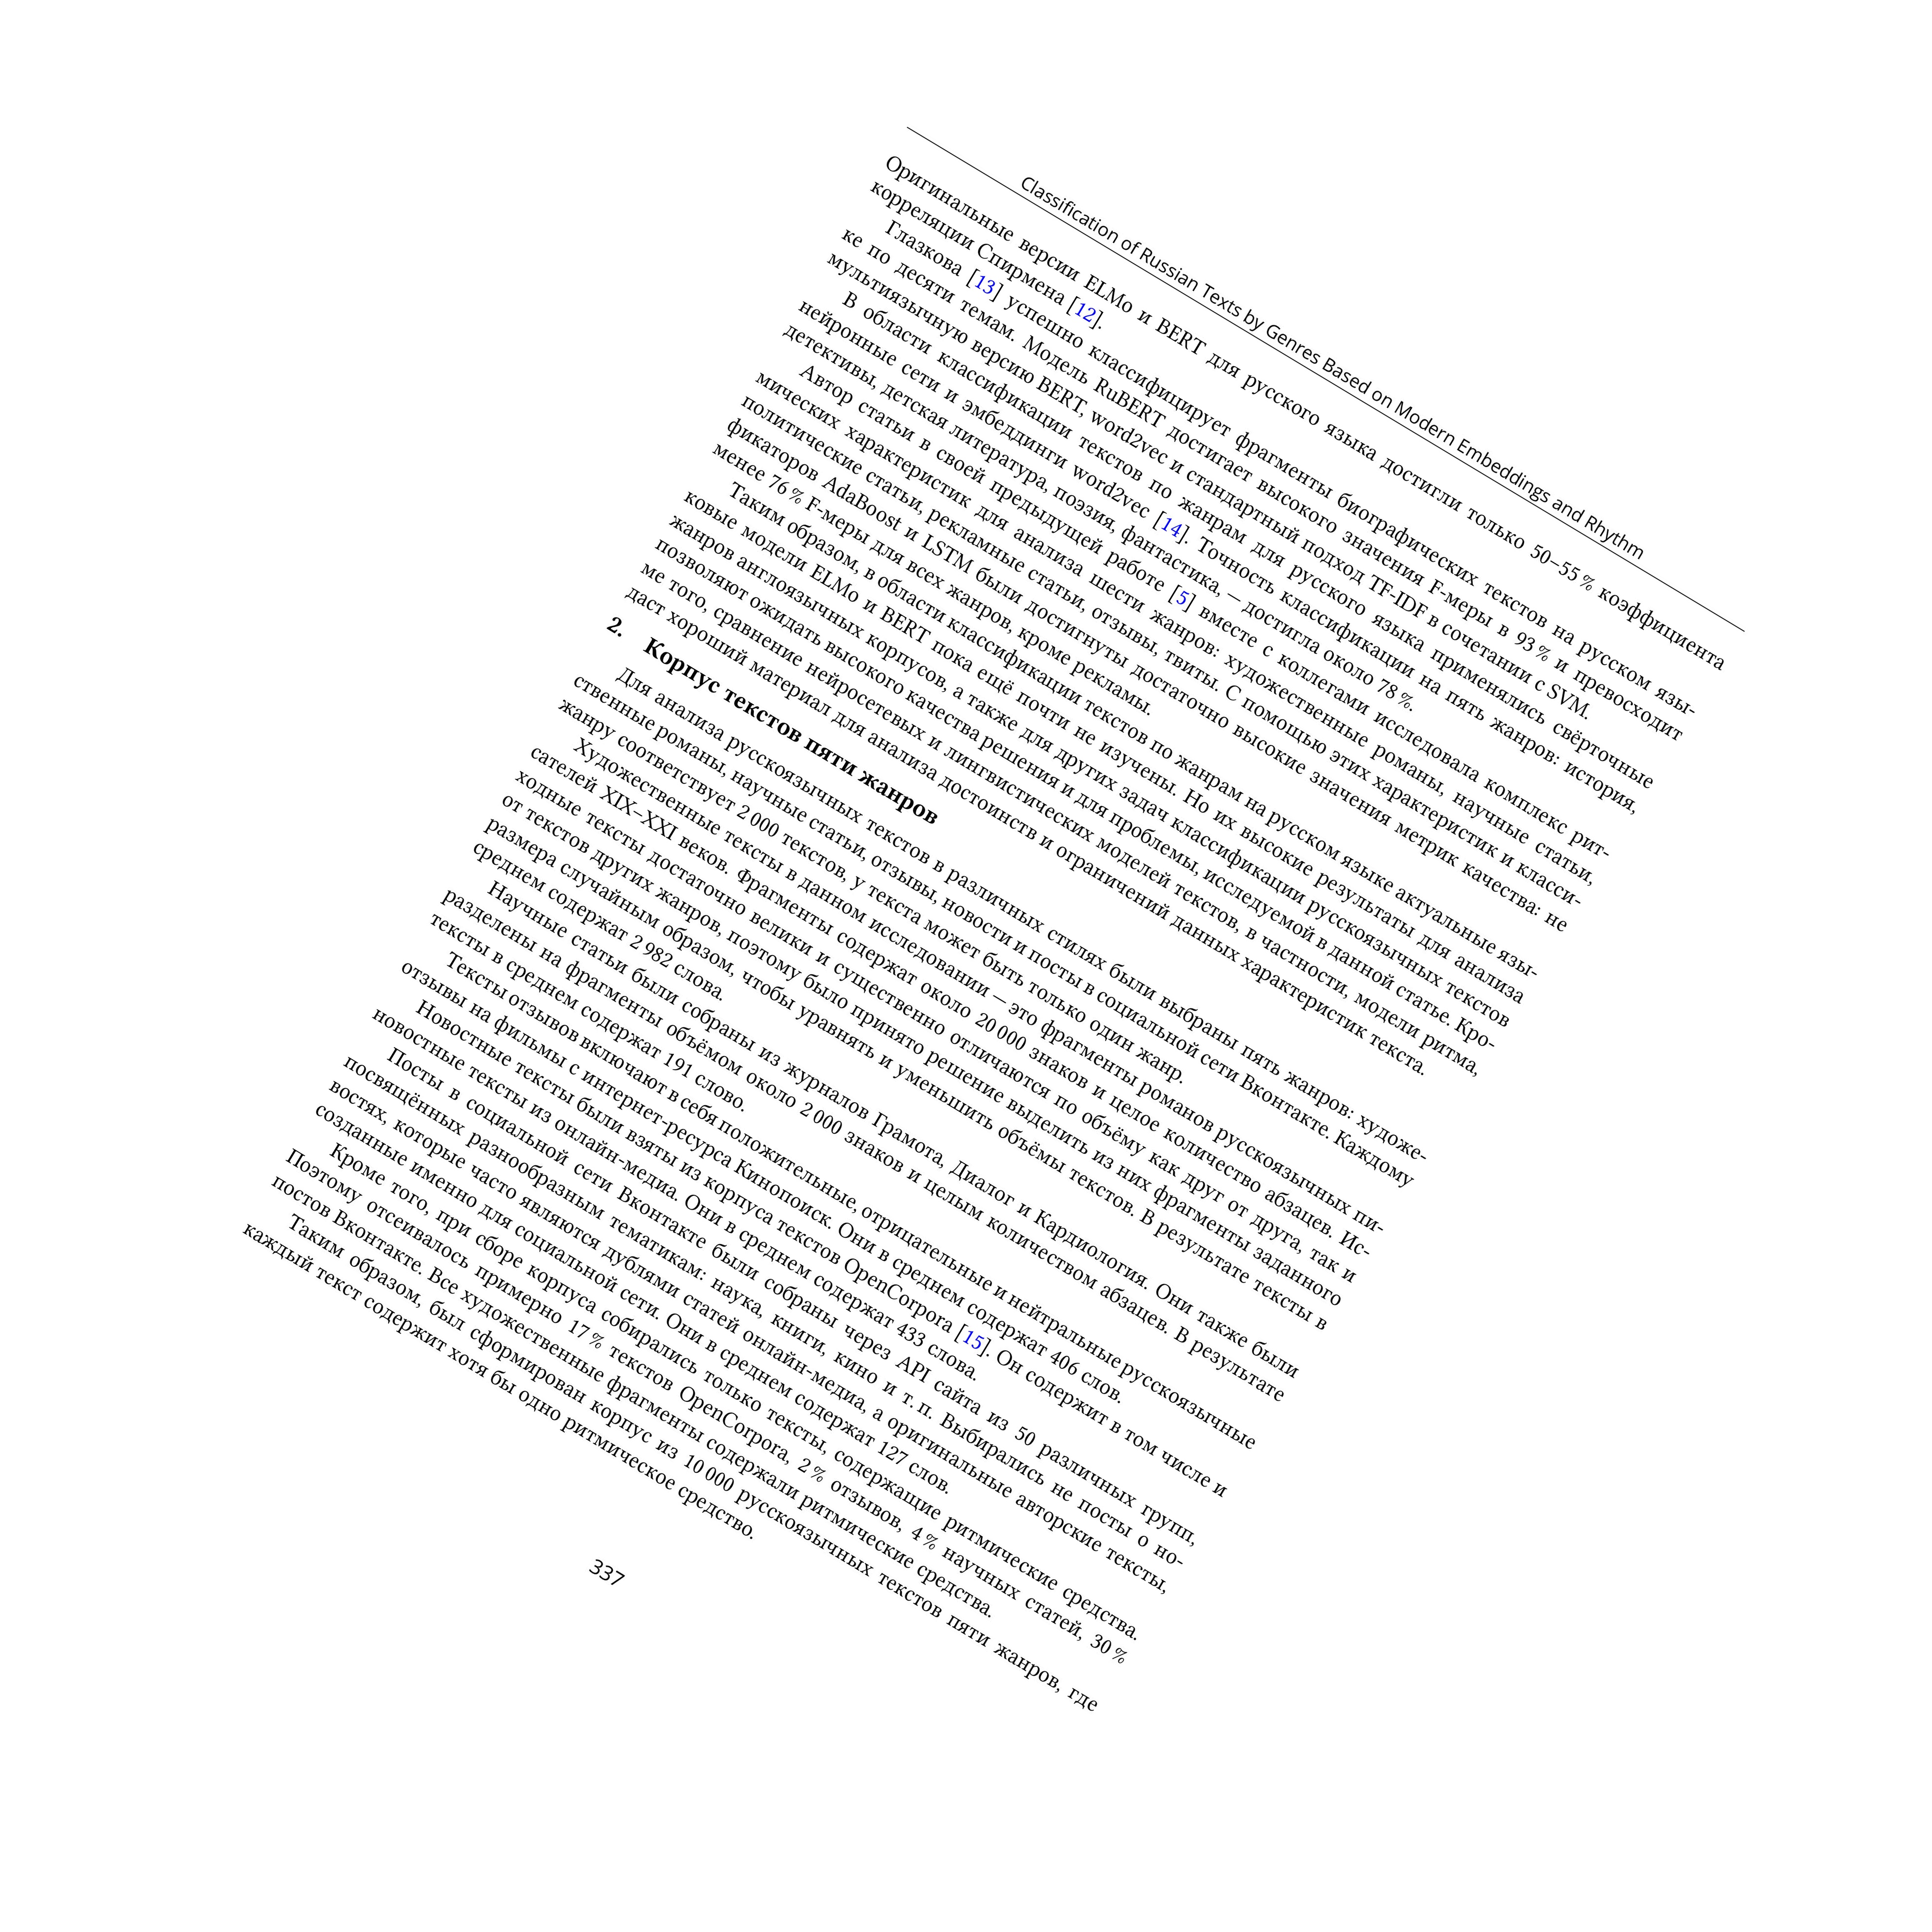 Classification of Russian Texts by Genres Based on Modern Embeddings and Rhythm
Оригинальные версии ELMo и BERT для русского языка достигли только 50–55 % коэффициента
корреляции Спирмена [12].
Глазкова [13] успешно классифицирует фрагменты биографических текстов на русском язы-
ке по десяти темам. Модель RuBERT достигает высокого значения F-меры в 93 % и превосходит
мультиязычную версию BERT, word2vec и стандартный подход TF-IDF в сочетании с SVM.
В области классификации текстов по жанрам для русского языка применялись свёрточные
нейронные сети и эмбеддинги word2vec [14]. Точность классификации на пять жанров: история,
детективы, детская литература, поэзия, фантастика, — достигла около 78 %.
Автор статьи в своей предыдущей работе [5] вместе с коллегами исследовала комплекс рит-
мических характеристик для анализа шести жанров: художественные романы, научные статьи,
политические статьи, рекламные статьи, отзывы, твиты. С помощью этих характеристик и класси-
фикаторов AdaBoost и LSTM были достигнуты достаточно высокие значения метрик качества: не
менее 76 % F-меры для всех жанров, кроме рекламы.
Таким образом, в области классификации текстов по жанрам на русском языке актуальные язы-
ковые модели ELMo и BERT пока ещё почти не изучены. Но их высокие результаты для анализа
жанров англоязычных корпусов, а также для других задач классификации русскоязычных текстов
позволяют ожидать высокого качества решения и для проблемы, исследуемой в данной статье. Кро-
ме того, сравнение нейросетевых и лингвистических моделей текстов, в частности, модели ритма,
даст хороший материал для анализа достоинств и ограничений данных характеристик текста.
2. Корпус текстов пяти жанров
Для анализа русскоязычных текстов в различных стилях были выбраны пять жанров: художе-
ственные романы, научные статьи, отзывы, новости и посты в социальной сети Вконтакте. Каждому
жанру соответствует 2 000 текстов, у текста может быть только один жанр.
Художественные тексты в данном исследовании — это фрагменты романов русскоязычных пи-
сателей XIX–XXI веков. Фрагменты содержат около 20 000 знаков и целое количество абзацев. Ис-
ходные тексты достаточно велики и существенно отличаются по объёму как друг от друга, так и
от текстов других жанров, поэтому было принято решение выделить из них фрагменты заданного
размера случайным образом, чтобы уравнять и уменьшить объёмы текстов. В результате тексты в
среднем содержат 2 982 слова.
Научные статьи были собраны из журналов Грамота, Диалог и Кардиология. Они также были
разделены на фрагменты объёмом около 2 000 знаков и целым количеством абзацев. В результате
тексты в среднем содержат 191 слово.
Тексты отзывов включают в себя положительные, отрицательные и нейтральные русскоязычные
отзывы на фильмы с интернет-ресурса Кинопоиск. Они в среднем содержат 406 слов.
Новостные тексты были взяты из корпуса текстов OpenCorpora [15]. Он содержит в том числе и
новостные тексты из онлайн-медиа. Они в среднем содержат 433 слова.
Посты в социальной сети Вконтакте были собраны через API сайта из 50 различных групп,
посвящённых разнообразным тематикам: наука, книги, кино и т. п. Выбирались не посты о но-
востях, которые часто являются дублями статей онлайн-медиа, а оригинальные авторские тексты,
созданные именно для социальной сети. Они в среднем содержат 127 слов.
Кроме того, при сборе корпуса собирались только тексты, содержащие ритмические средства.
Поэтому отсеивалось примерно 17 % текстов OpenCorpora, 2 % отзывов, 4 % научных статей, 30 %
постов Вконтакте. Все художественные фрагменты содержали ритмические средства.
Таким образом, был сформирован корпус из 10 000 русскоязычных текстов пяти жанров, где
каждый текст содержит хотя бы одно ритмическое средство.
337